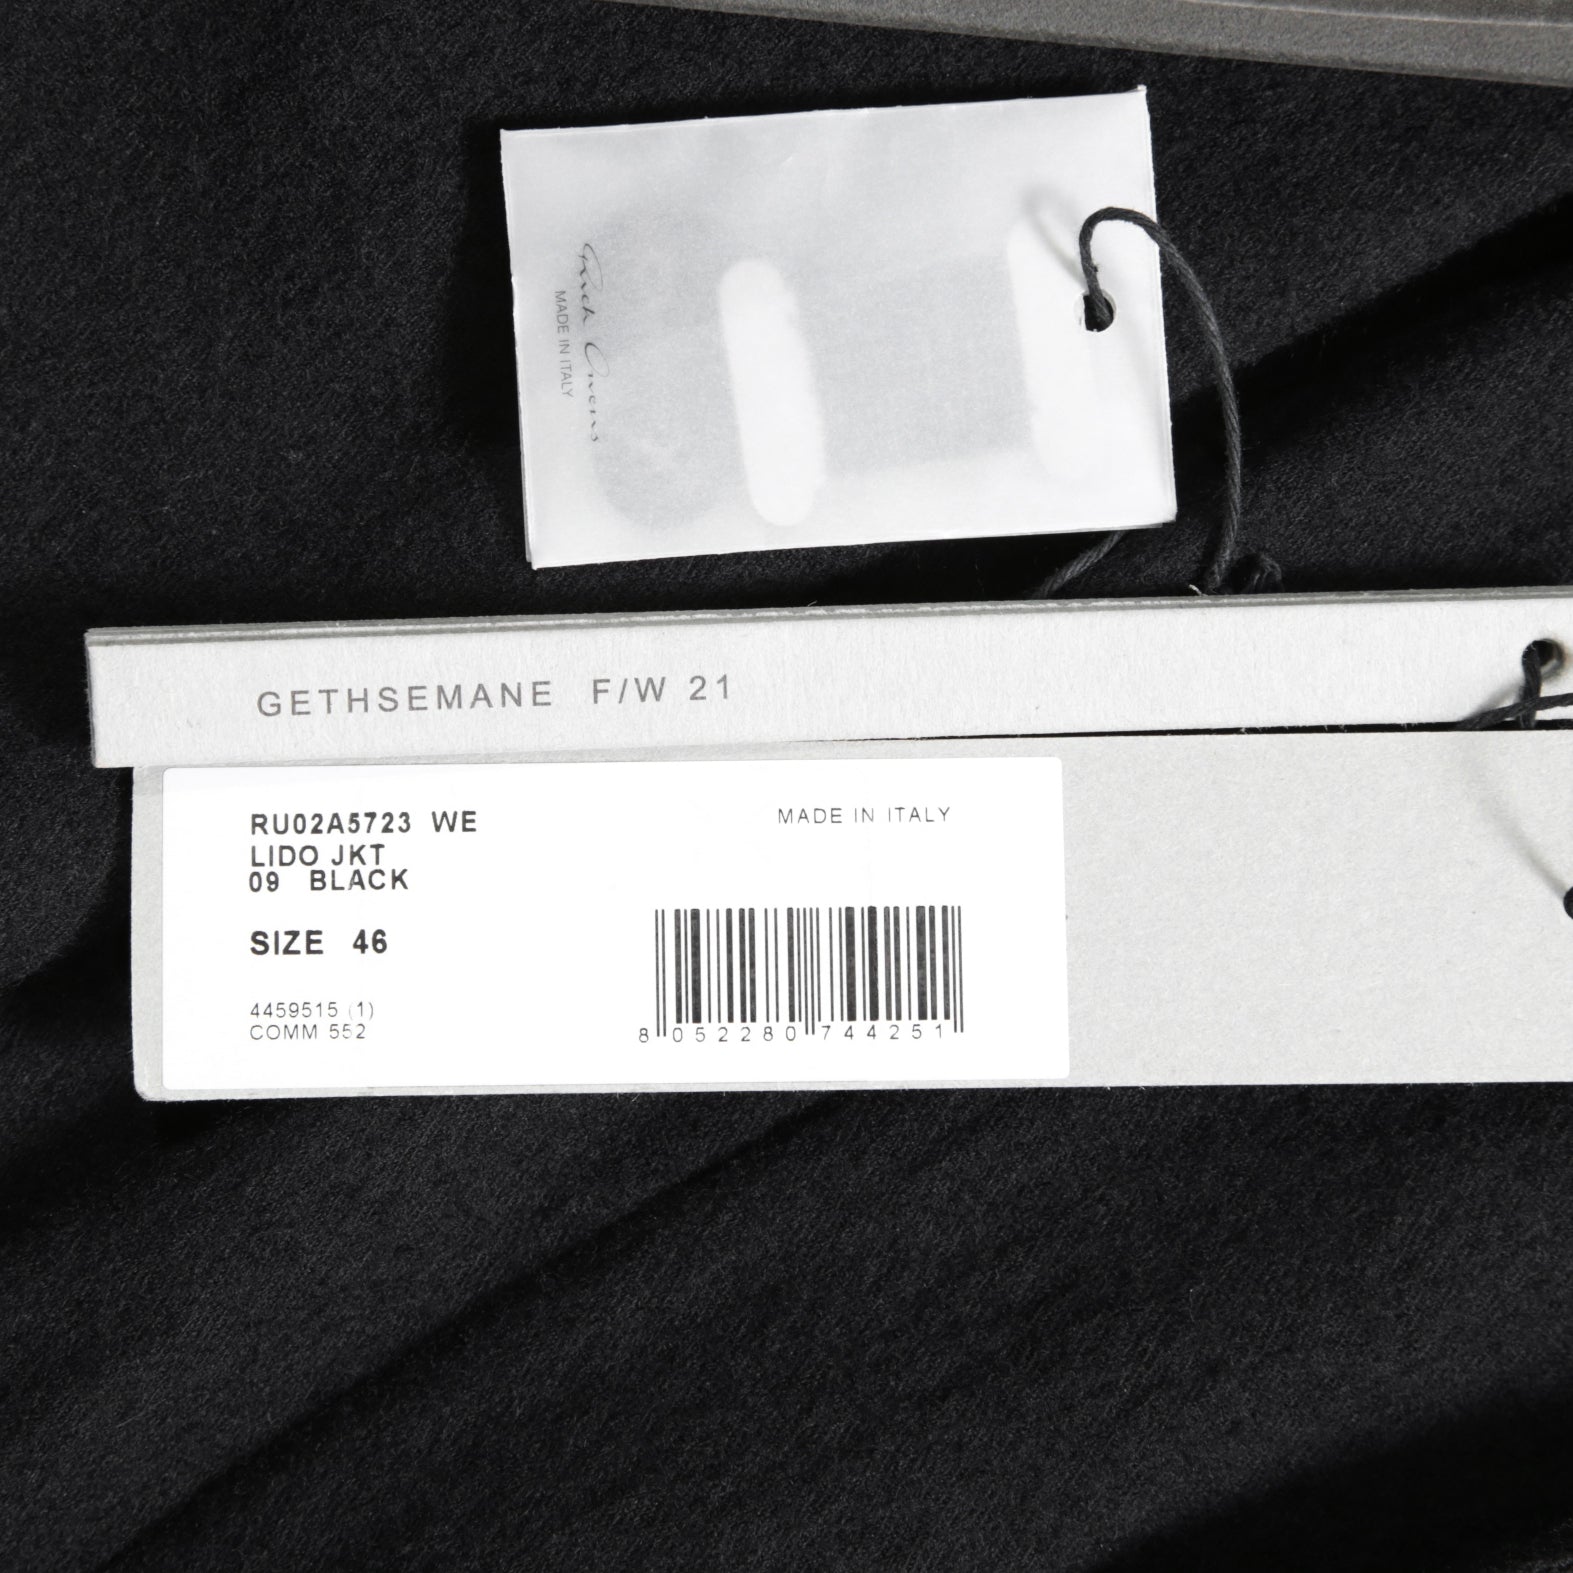 Rick Owens
MADE IN ITALY
GETHSEMANE F/W 21
RU02A5723 WE
MADE IN ITALY
LIDO JKT
09 BLACK
SIZE 46
4459515 (1)
COMM 552
8 052280 744251